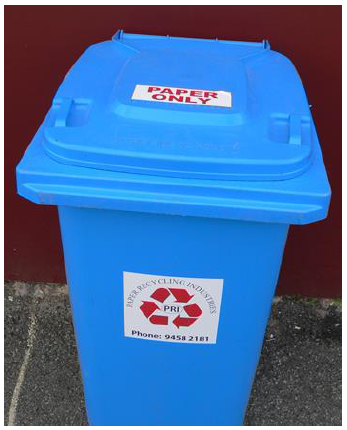 PAPER
ONLY
PAPER RECYCLING INDUSTRIES
PRI
Phone: 9458 2181